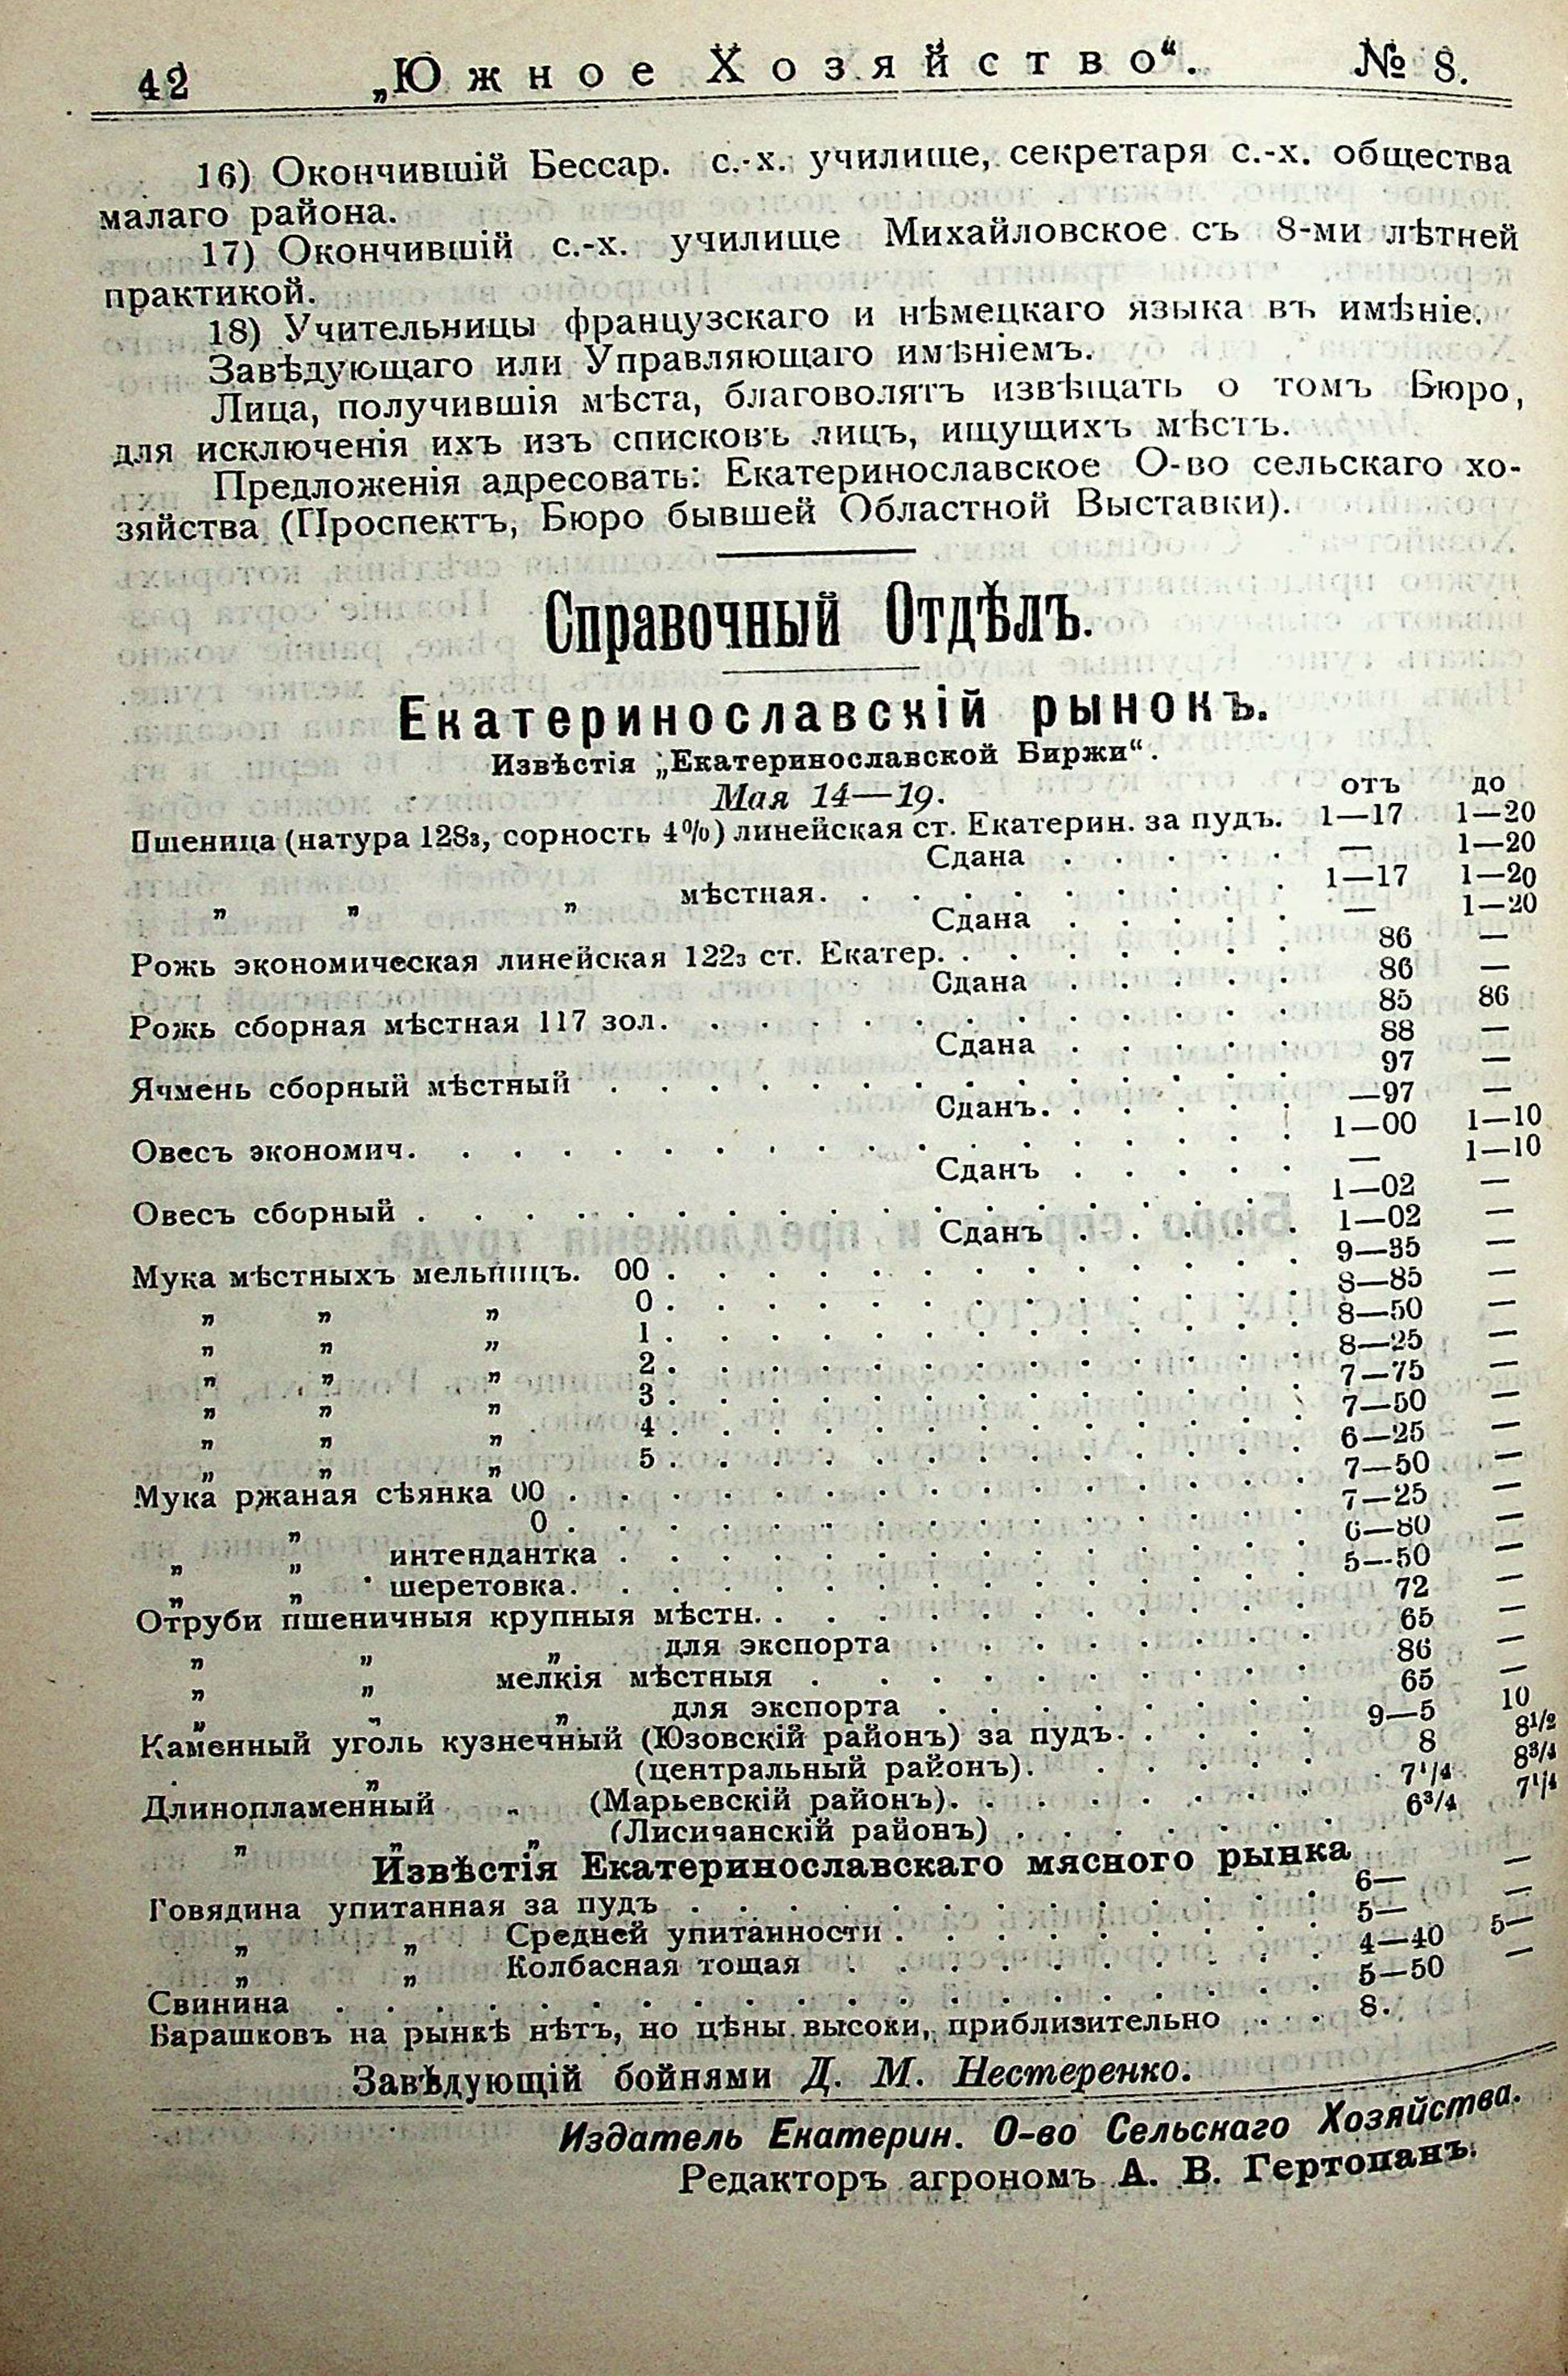 42 „Южное Хозяйство“. № 8.
16) Окончившій Бессар. с.-х. училище, секретаря с.-х. общества
малаго района.
17) Окончившій с.-х. училище Михайловское съ 8-ми лѣтней
практикой.
18) Учительницы французскаго и нѣмецкаго языка въ имѣніе.
Завѣдующаго или Управляющаго имѣніемъ.
Лица, получившія мѣста, благоволятъ извѣщать о томъ Бюро,
для исключенія ихъ изъ списковъ лицъ, ищущихъ мѣстъ.
Предложенія адресовать: Екатеринославское О-во сельскаго хо-
зяйства (Проспектъ, Бюро бывшей Областной Выставки).
Справочный Отдѣлъ.
Екатеринославскій рынокъ.
Извѣстія „Екатеринославской Биржи“.
Мая 14—19. отъ до
Пшеница (натура 128з, сорность 4%) линейская ст. Екатерин. за пудъ. 1—17 1—20
Сдана . . . . . — 1—20
„ „ „ мѣстная. . . . . . . . . . 1—17 1—20
Сдана . . . . . — 1—20
Рожь экономическая линейская 122з ст. Екатер. . . . . . . . 86 —
Сдана . . . . . 86 —
Рожь сборная мѣстная 117 зол. . . . . . . . . . . . . 85 86
Сдана . . . . . 88 —
Ячмень сборный мѣстный . . . . . . . . . . . . . . 97 —
Сданъ. . . . . . —97 —
Овесъ экономич. . . . . . . . . . . . . . . . . . 1—00 1—10
Сданъ . . . . . — 1—10
Овесъ сборный . . . . . . . . . . . . . . . . . 1—02 —
Сданъ . . . . . 1—02 —
Мука мѣстныхъ мельницъ. 00 . . . . . . . . . . . . . 9—35 —
„ „ „ 0 . . . . . . . . . . . . . 8—85 —
„ „ „ 1 . . . . . . . . . . . . . 8—50 —
„ „ „ 2 . . . . . . . . . . . . . 8—25 —
„ „ „ 3 . . . . . . . . . . . . . 7—75 —
„ „ „ 4 . . . . . . . . . . . . . 7—50 —
„ „ „ 5 . . . . . . . . . . . . . 6—25 —
Мука ржаная сѣянка 00 . . . . . . . . . . . . . . . 7—50 —
„ 0 . . . . . . . . . . . . . . . 7—25 —
„ „ интендантка . . . . . . . . . . . . . . 6—80 —
„ „ шеретовка. . . . . . . . . . . . . . . 5—50 —
Отруби пшеничныя крупныя мѣстн. . . . . . . . . . . . 72 —
„ „ „ для экспорта . . . . . . . . 65 —
„ „ мелкія мѣстныя . . . . . . . . . . 86 —
„ „ „ для экспорта . . . . . . . . 65 —
Каменный уголь кузнечный (Юзовскій районъ) за пудъ. . . . . 9—5 10
„ (центральный районъ). . . . . . 8 8½
Длинопламенный „ (Марьевскій районъ). . . . . . . . 7¼ 8¾
„ „ „ (Лисичанскій районъ) . . . . . . . 6¾ 7¼
Извѣстія Екатеринославскаго мясного рынка
Говядина упитанная за пудъ . . . . . . . . . . . . . 6— —
„ „ Средней упитанности . . . . . . . . . 5— —
„ „ Колбасная тощая . . . . . . . . . . 4—40 5—
Свинина . . . . . . . . . . . . . . . . . . . . 5—50 —
Барашковъ на рынкѣ нѣтъ, но цѣны высоки, приблизительно . . . 8.
Завѣдующій бойнями Д. М. Нестеренко.
Издатель Екатерин. О-во Сельскаго Хозяйства.
Редакторъ агрономъ А. В. Гертопанъ.